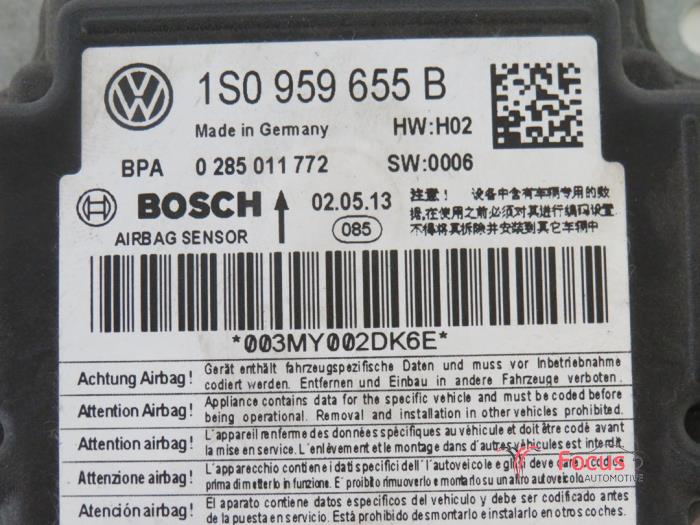 1S0 959 655 B
Made in Germany HW:H02
BPA 0 285 011 772 SW:0006
BOSCH 02.05.13
AIRBAG SENSOR 085
注意! 设备中含有车辆专用的数
据,在使用之前必须对其进行编码设置
不得将其拆除并安装到其它车辆中
*003MY002DK6E*
Achtung Airbag! Gerät enthält fahrzeugspezifische Daten und muss vor Inbetriebnahme
codiert werden. Entfernen und Einbau in andere Fahrzeuge verboten.
Attention Airbag! Appliance contains data for the specific vehicle and must be coded before
being operational. Removal and installation in other vehicles prohibited.
Attention airbag! L'appareil renferme des données spécifiques au véhicule et doit être codé avant
la mise en service. L'enlèvement et le montage dans d'autres véhicules est interdit.
Attenzione airbag! L'apparecchio contiene i dati specifici dell'autoveicolo e gli deve dare i codici
prima di metterlo in funzione. E' proibito rimuoverlo e montarlo su un altro autoveicolo.
Atención airbag! El aparato contiene datos específicos del vehículo y debe ser codificado antes
de la puesta en servicio. Está prohibido desmontarlo e instalarlo en otros coches.
Focus
AUTOMOTIVE